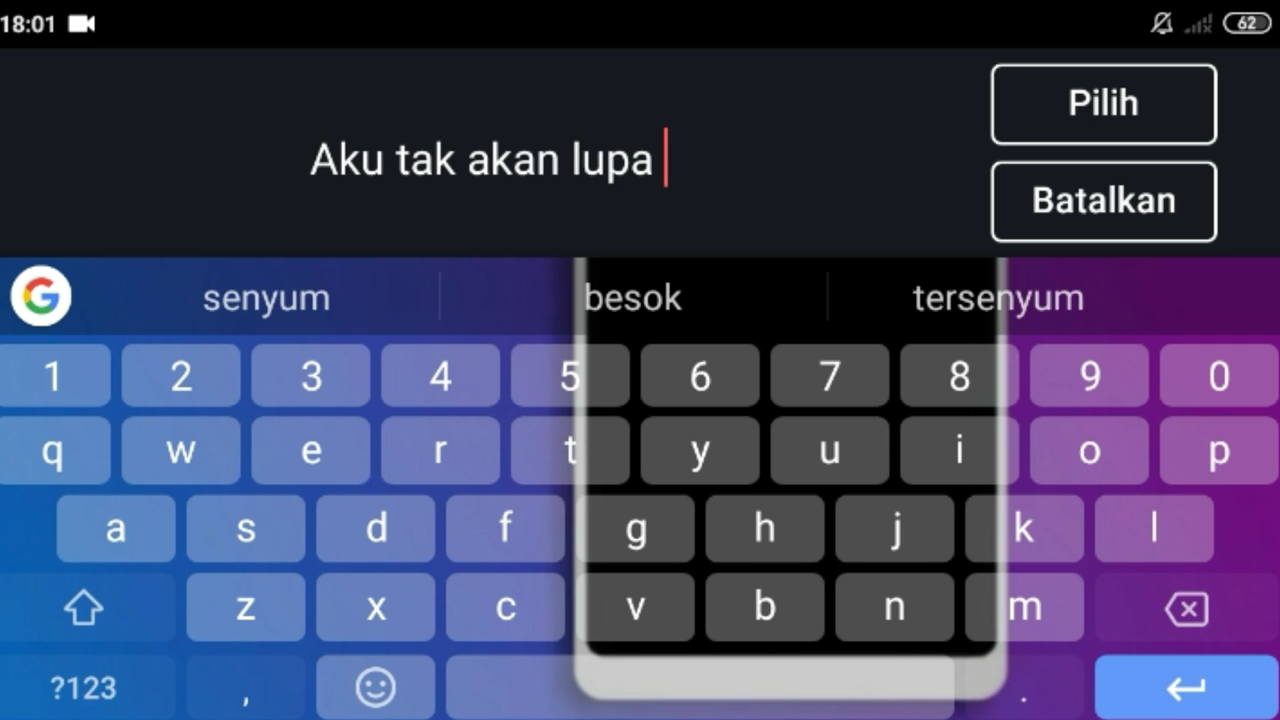 18:01
62
Pilih
Aku tak akan lupa
Batalkan
G senyum besok tersenyum
1 2 3 4 5 6 7 8 9 0
q w e r t y u i o p
a s d f g h j k l
z x c v b n m
?123 , .